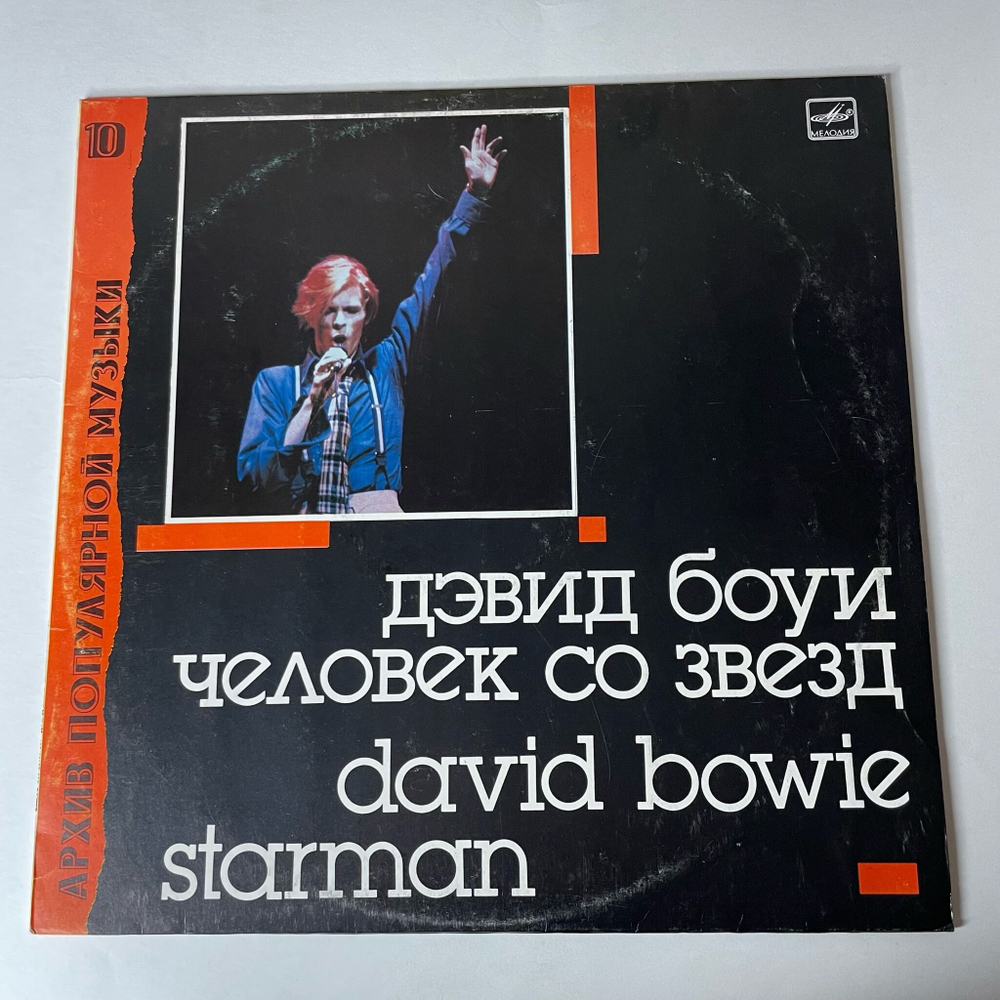 10
АРХИВ ПОПУЛЯРНОЙ МУЗЫКИ
МЕЛОДИЯ
дэвид боуи
человек со звезд
david bowie
starman